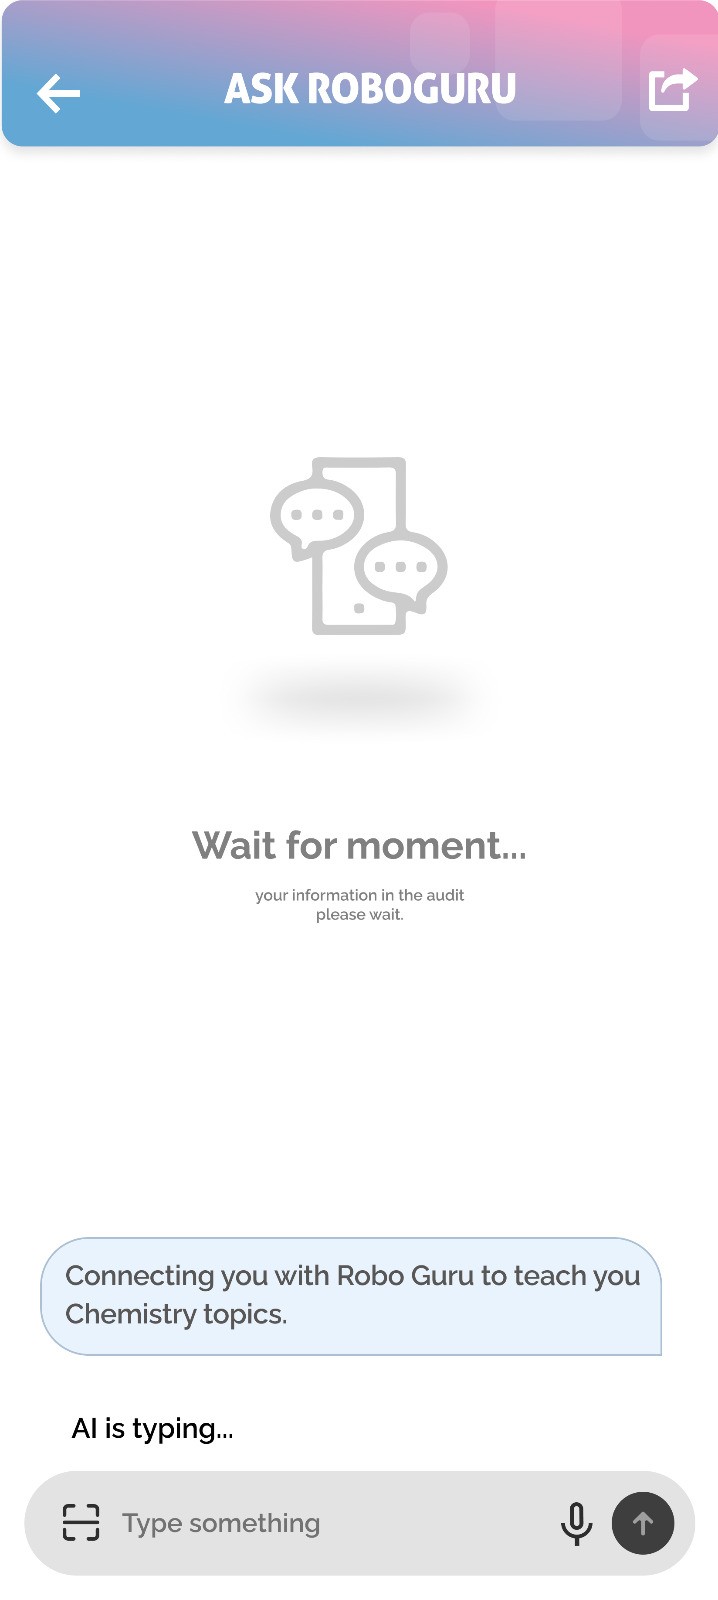 ASK ROBOGURU
Wait for moment...
your information in the audit
please wait.
Connecting you with Robo Guru to teach you
Chemistry topics.
AI is typing...
Type something